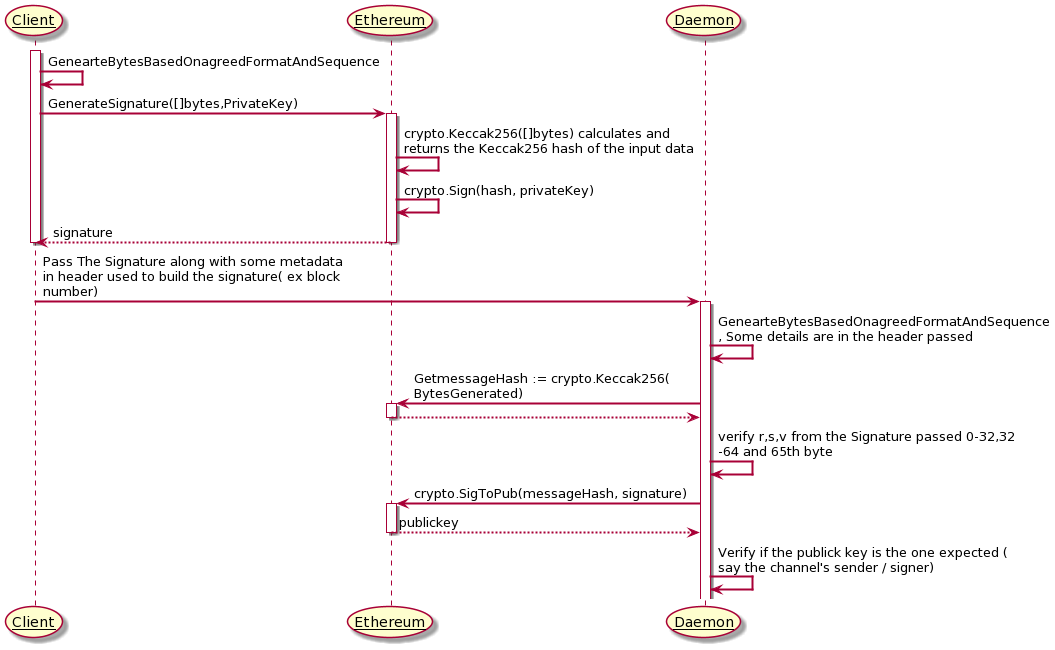 Client Ethereum Daemon
GenearteBytesBasedOnagreedFormatAndSequence
GenerateSignature([]bytes,PrivateKey)
crypto.Keccak256([]bytes) calculates and
returns the Keccak256 hash of the input data
crypto.Sign(hash, privateKey)
signature
Pass The Signature along with some metadata
in header used to build the signature( ex block
number)
GenearteBytesBasedOnagreedFormatAndSequence
, Some details are in the header passed
GetmessageHash := crypto.Keccak256(
BytesGenerated)
verify r,s,v from the Signature passed 0-32,32
-64 and 65th byte
crypto.SigToPub(messageHash, signature)
publickey
Verify if the publick key is the one expected (
say the channel's sender / signer)
Client Ethereum Daemon